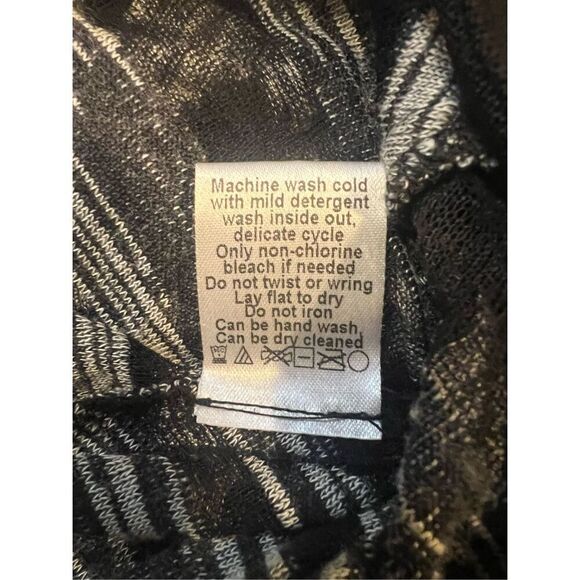 Machine wash cold
with mild detergent
wash inside out,
delicate cycle
Only non-chlorine
bleach if needed
Do not twist or wring
Lay flat to dry
Do not iron
Can be hand wash,
Can be dry cleaned